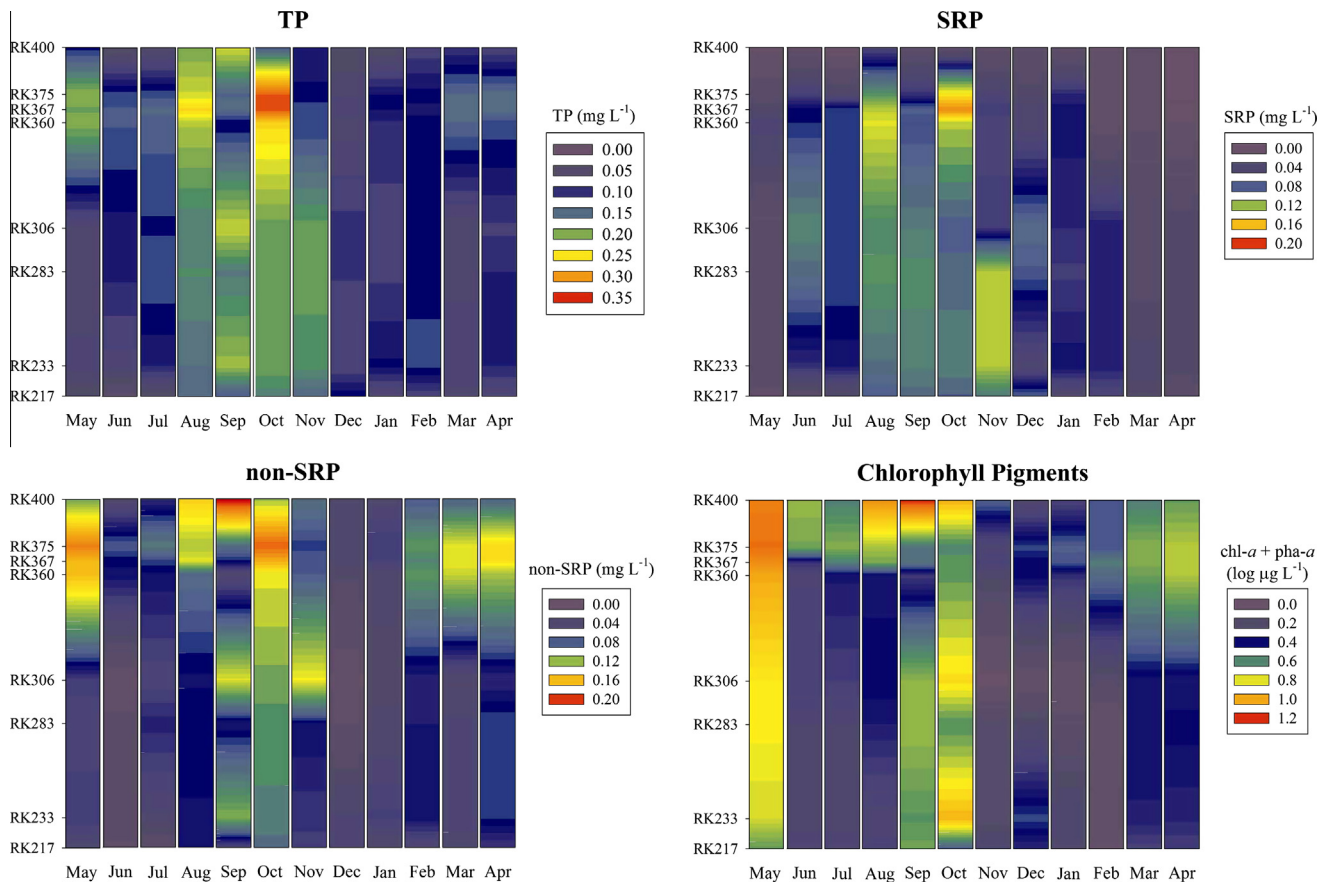 TP
RK400
RK375
RK367
RK360
RK306
RK283
RK233
RK217
May Jun Jul Aug Sep Oct Nov Dec Jan Feb Mar Apr
TP (mg L⁻¹)
0.00
0.05
0.10
0.15
0.20
0.25
0.30
0.35
SRP
RK400
RK375
RK367
RK360
RK306
RK283
RK233
RK217
May Jun Jul Aug Sep Oct Nov Dec Jan Feb Mar Apr
SRP (mg L⁻¹)
0.00
0.04
0.08
0.12
0.16
0.20
non-SRP
RK400
RK375
RK367
RK360
RK306
RK283
RK233
RK217
May Jun Jul Aug Sep Oct Nov Dec Jan Feb Mar Apr
non-SRP (mg L⁻¹)
0.00
0.04
0.08
0.12
0.16
0.20
Chlorophyll Pigments
RK400
RK375
RK367
RK360
RK306
RK283
RK233
RK217
May Jun Jul Aug Sep Oct Nov Dec Jan Feb Mar Apr
chl-a + pha-a
(log μg L⁻¹)
0.0
0.2
0.4
0.6
0.8
1.0
1.2